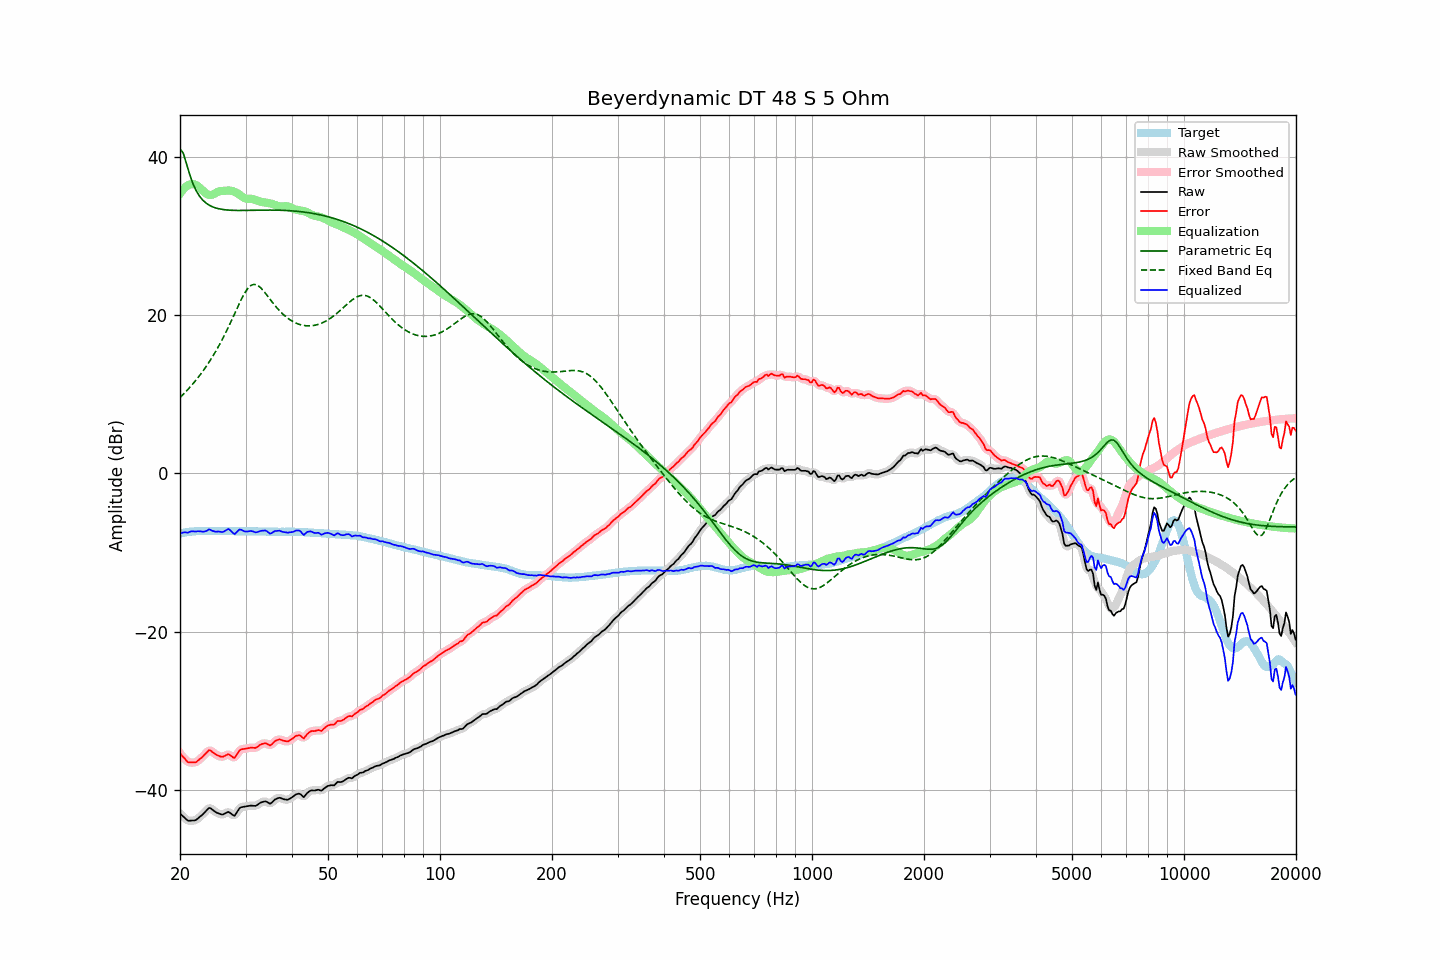 Beyerdynamic DT 48 S 5 Ohm
Amplitude (dBr)
40
20
0
−20
−40
20
50
100
200
500
1000
2000
5000
10000
20000
Frequency (Hz)
Target
Raw Smoothed
Error Smoothed
Raw
Error
Equalization
Parametric Eq
Fixed Band Eq
Equalized